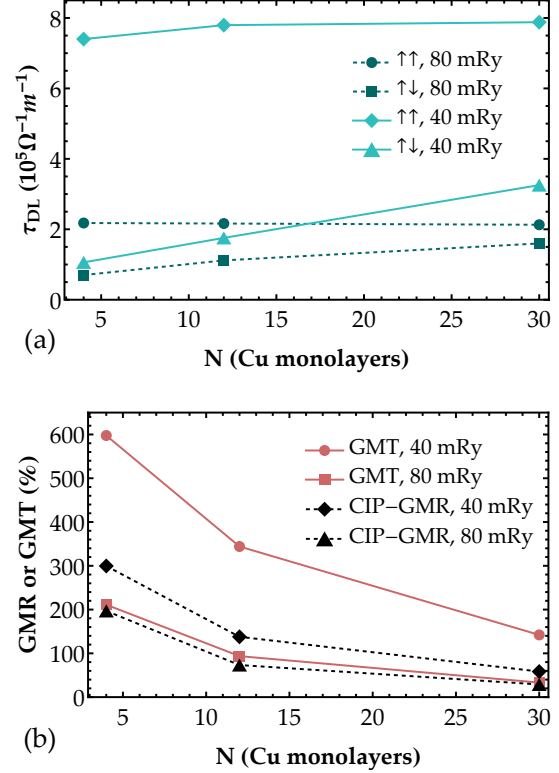 8
6
4
2
0
τDL (10⁵Ω⁻¹m⁻¹)
↑↑, 80 mRy
↑↓, 80 mRy
↑↑, 40 mRy
↑↓, 40 mRy
5 10 15 20 25 30
(a)
N (Cu monolayers)
600
500
400
300
200
100
0
GMR or GMT (%)
GMT, 40 mRy
GMT, 80 mRy
CIP−GMR, 40 mRy
CIP−GMR, 80 mRy
5 10 15 20 25 30
(b)
N (Cu monolayers)